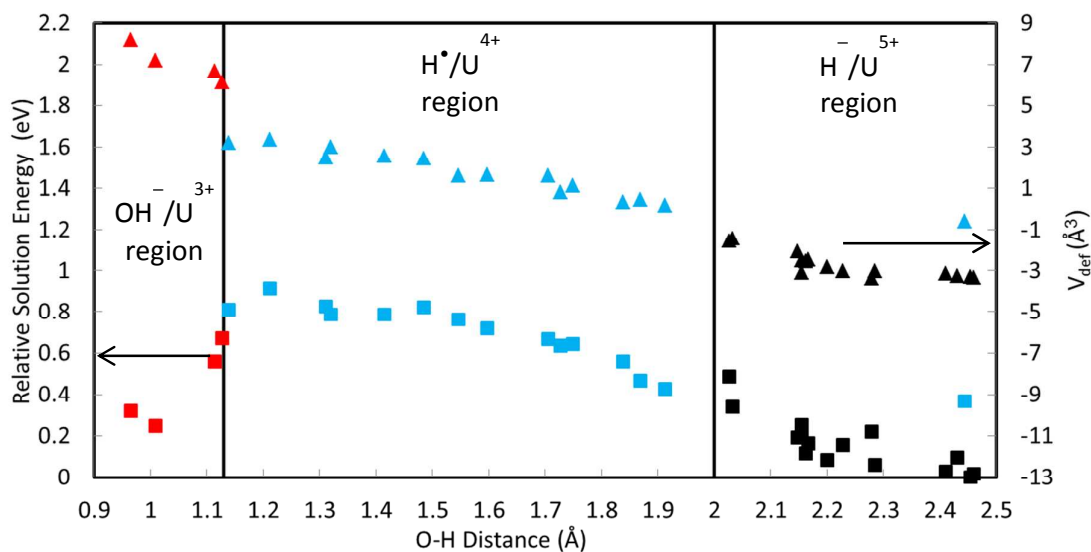 Relative Solution Energy (eV)
2.2
2
1.8
1.6
1.4
1.2
1
0.8
0.6
0.4
0.2
0
OH⁻/U³⁺
region
H•/U⁴⁺
region
H⁻/U⁵⁺
region
9
7
5
3
1
-1
-3
-5
-7
-9
-11
-13
V_def (Å³)
0.9 1 1.1 1.2 1.3 1.4 1.5 1.6 1.7 1.8 1.9 2 2.1 2.2 2.3 2.4 2.5
O-H Distance (Å)